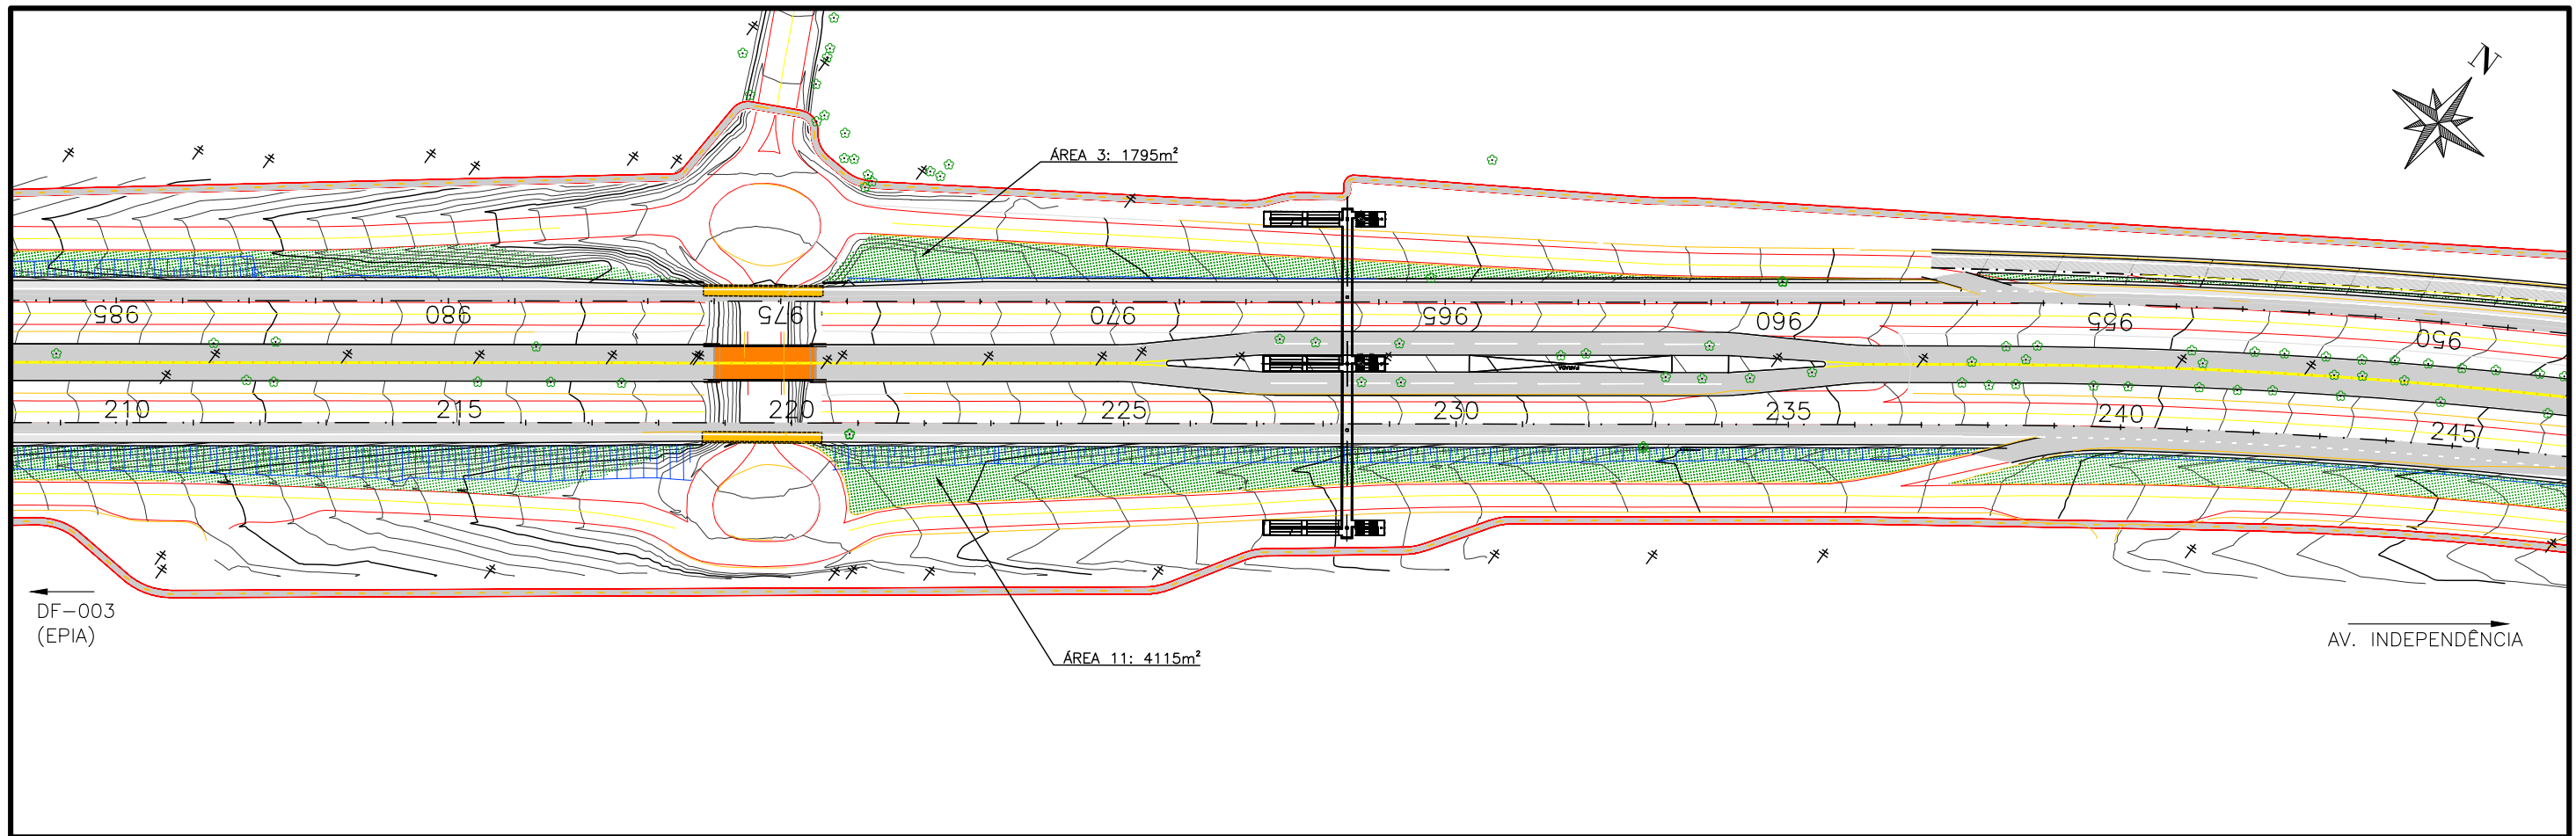 N
ÁREA 3: 1795m²
985 980 975 970 965 960 955 950
210 215 220 225 230 235 240 245
DF-003
(EPIA)
AV. INDEPENDÊNCIA
ÁREA 11: 4115m²